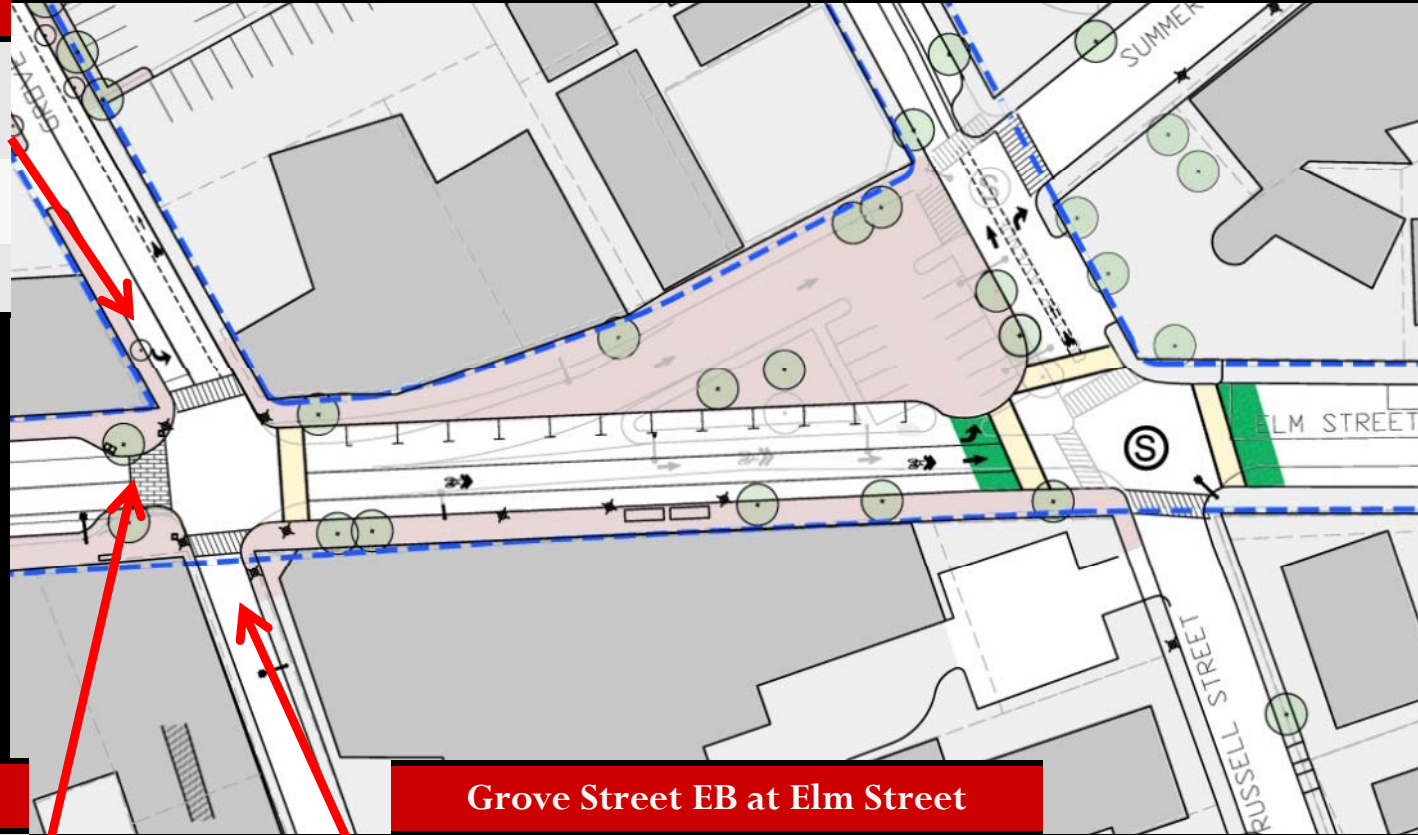 GROVE
SUMMER
S
ELM STREET
S
RUSSELL STREET
Grove Street EB at Elm Street